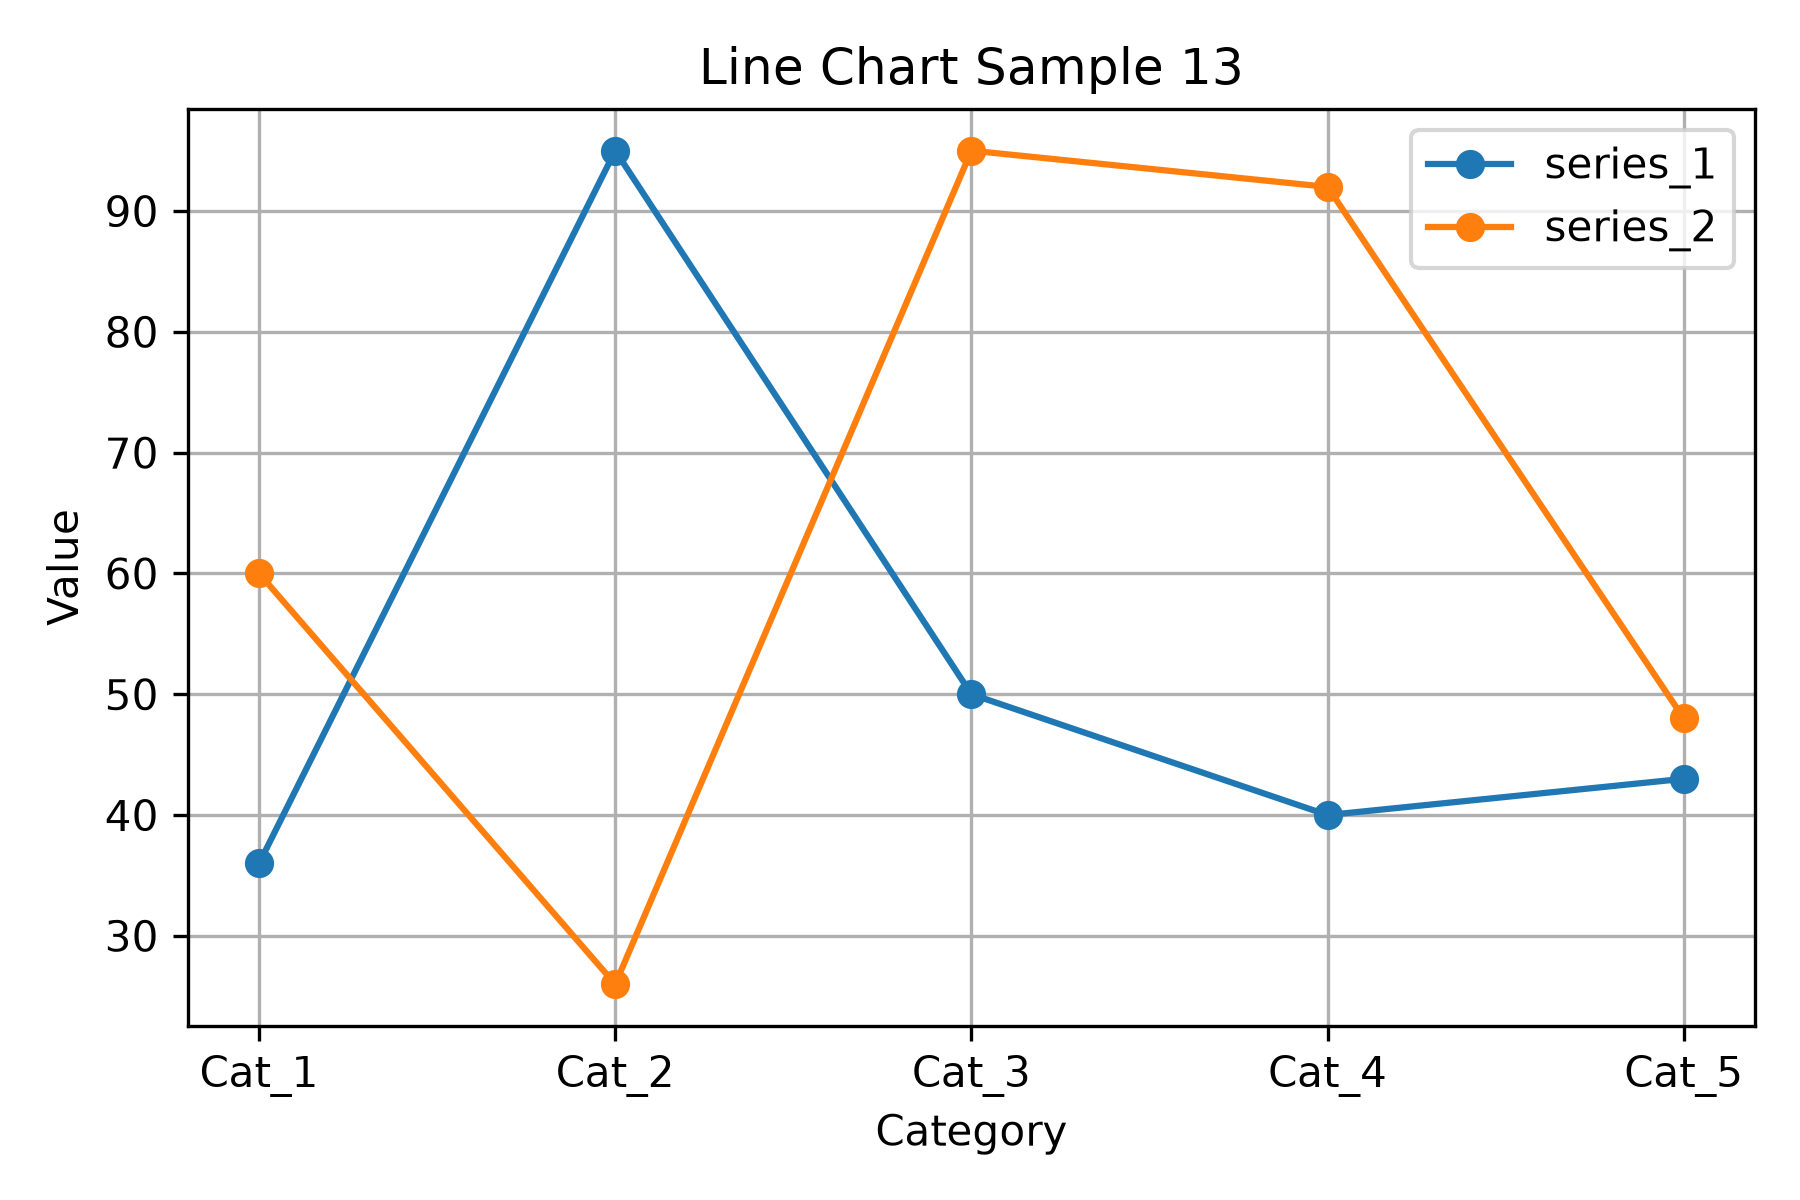 Line Chart Sample 13
series_1
series_2
90
80
70
60
50
40
30
Value
Cat_1 Cat_2 Cat_3 Cat_4 Cat_5
Category